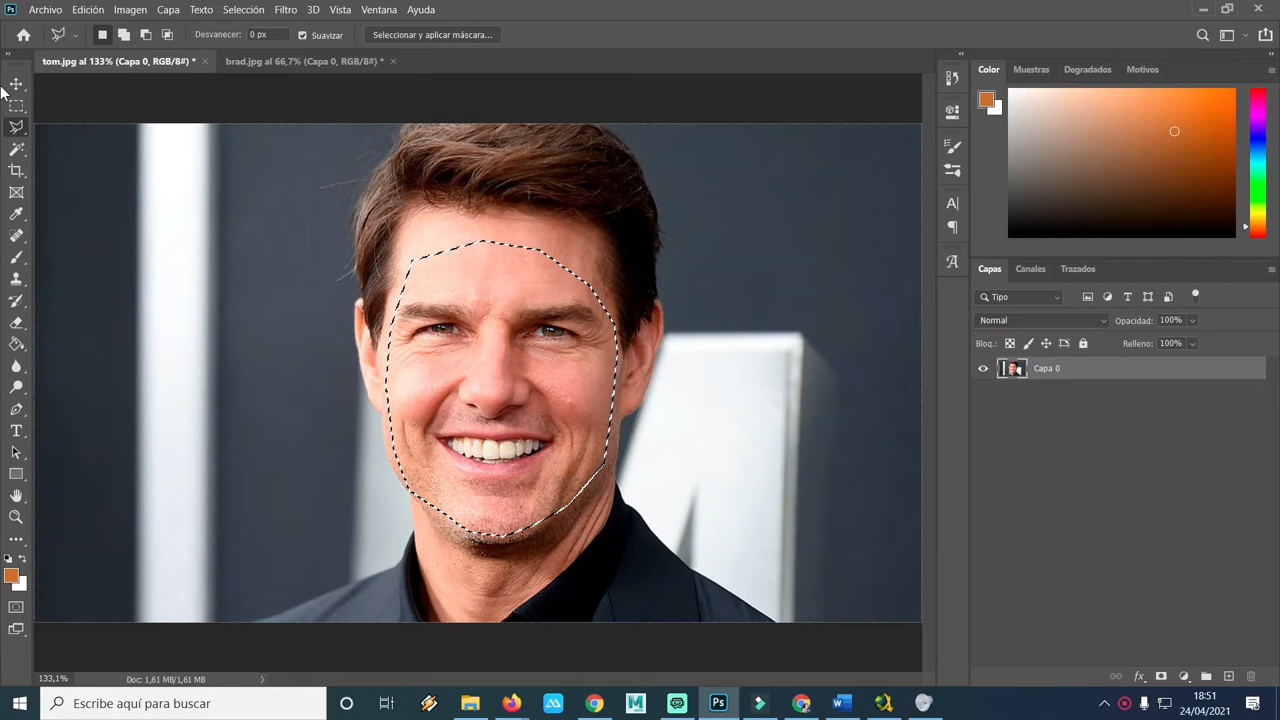 Ps Archivo Edición Imagen Capa Texto Selección Filtro 3D Vista Ventana Ayuda
Desvanecer: 0 px Suavizar Seleccionar y aplicar máscara...
tom.jpg al 133% (Capa 0, RGB/8#) * × brad.jpg al 66,7% (Capa 0, RGB/8#) * ×
Color Muestras Degradados Motivos
Capas Canales Trazados
Tipo
Normal Opacidad: 100%
Bloq.: Relleno: 100%
Capa 0
133,1% Doc: 1,61 MB/1,61 MB
Escribe aquí para buscar
18:51
24/04/2021